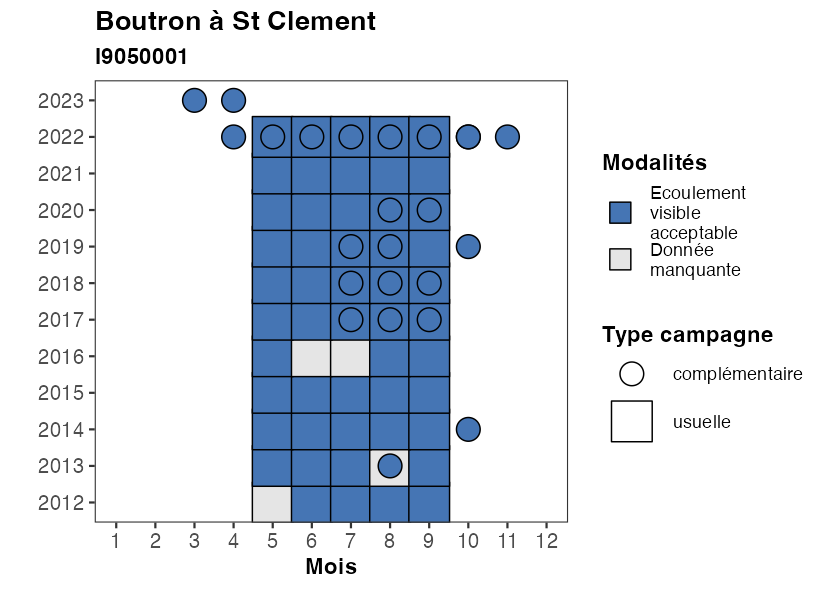 Boutron à St Clement
I9050001
2023
2022
2021
2020
2019
2018
2017
2016
2015
2014
2013
2012
1 2 3 4 5 6 7 8 9 10 11 12
Mois
Modalités
Ecoulement
visible
acceptable
Donnée
manquante
Type campagne
complémentaire
usuelle